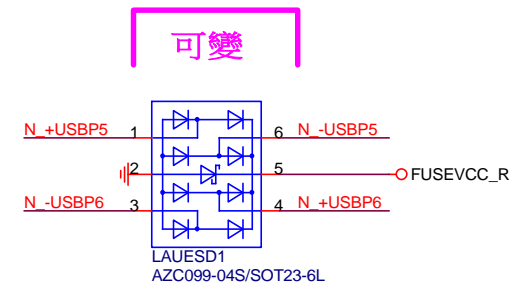 可變
N_+USBP5 1 6 N_-USBP5
2 5 FUSEVCC_R
N_-USBP6 3 4 N_+USBP6
LAUESD1
AZC099-04S/SOT23-6L